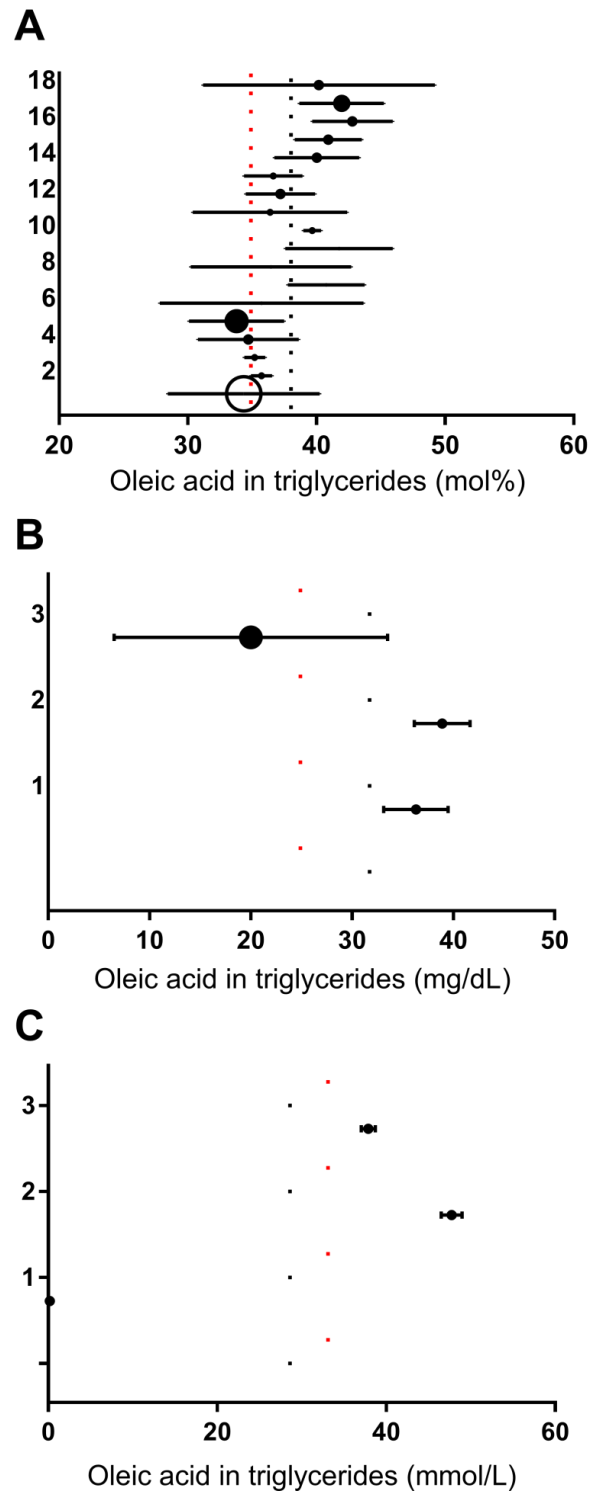 A
18
16
14
12
10
8
6
4
2
20 30 40 50 60
Oleic acid in triglycerides (mol%)
B
3
2
1
0 10 20 30 40 50
Oleic acid in triglycerides (mg/dL)
C
3
2
1
0 20 40 60
Oleic acid in triglycerides (mmol/L)